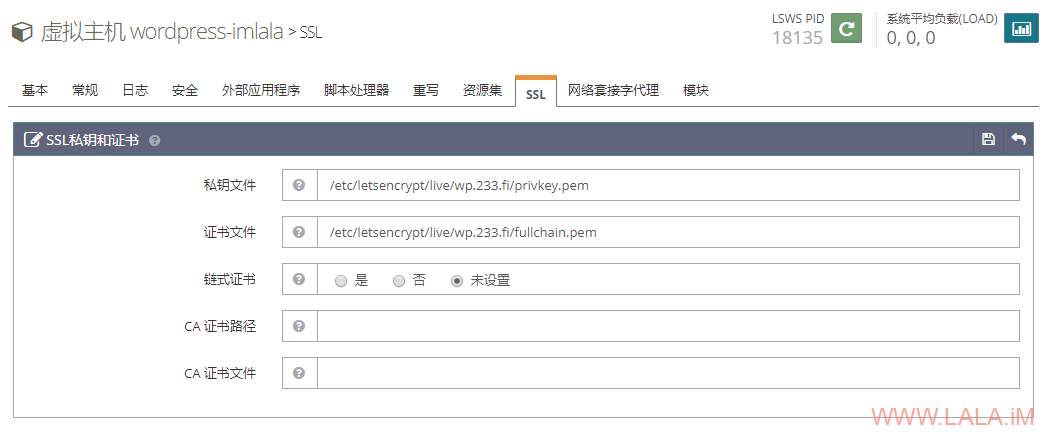 虚拟主机 wordpress-imlala > SSL
LSWS PID
18135
系统平均负载(LOAD)
0, 0, 0
基本 常规 日志 安全 外部应用程序 脚本处理器 重写 资源集 SSL 网络套接字代理 模块
SSL私钥和证书
私钥文件 /etc/letsencrypt/live/wp.233.fi/privkey.pem
证书文件 /etc/letsencrypt/live/wp.233.fi/fullchain.pem
链式证书 是 否 未设置
CA 证书路径
CA 证书文件
WWW.LALA.iM